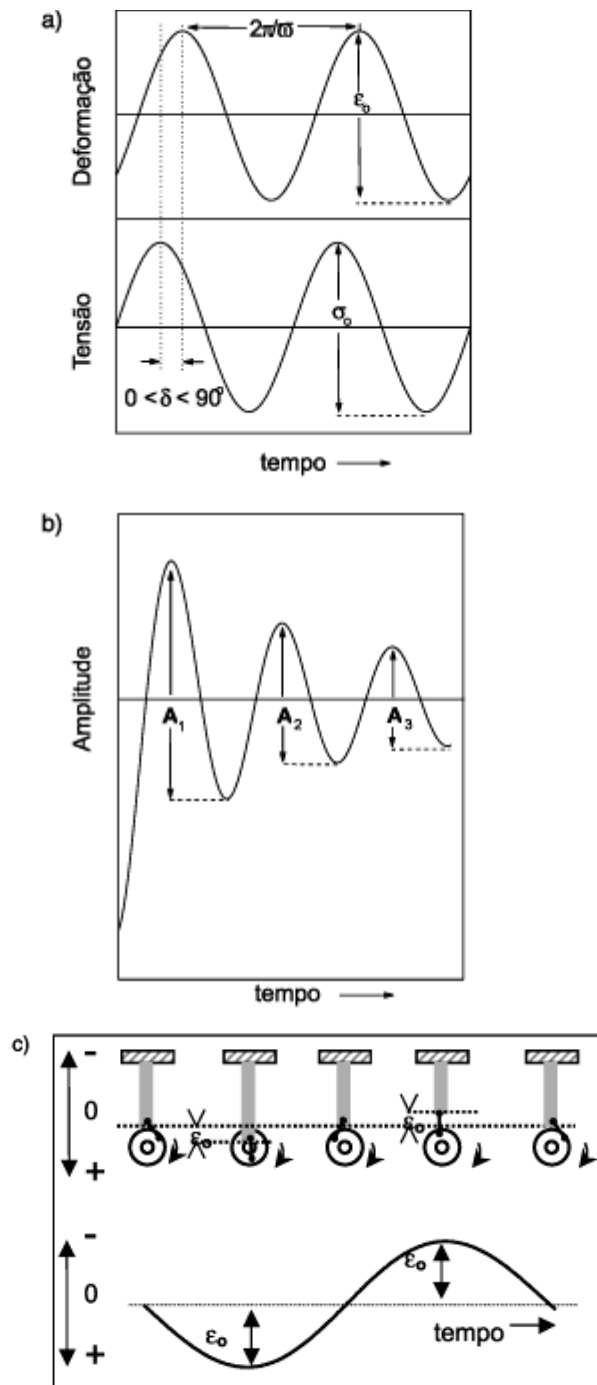 a)
2π/ϖ
Deformação
ε₀
Tensão
σ₀
0 < δ < 90°
tempo
b)
Amplitude
A₁
A₂
A₃
tempo
c)
-
0
+
ε₀
ε₀
-
0
+
ε₀
ε₀
tempo